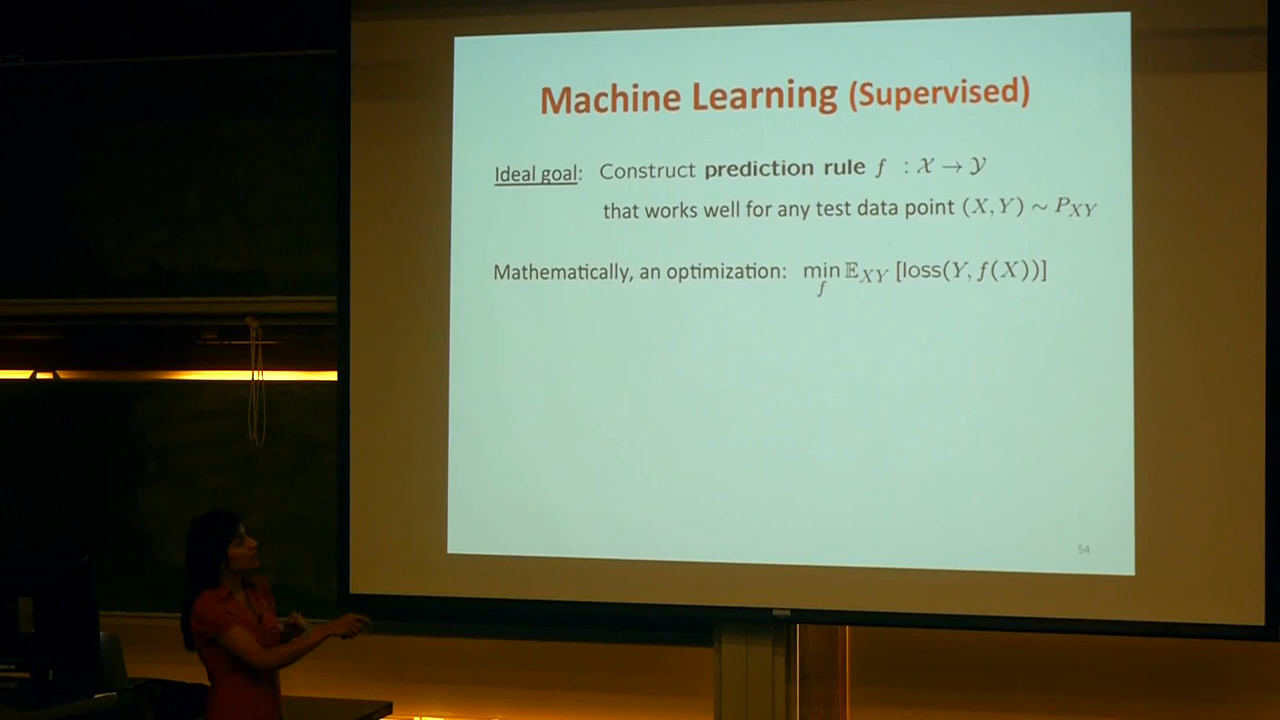 Machine Learning (Supervised)
Ideal goal: Construct prediction rule f : 𝒳 → 𝒴
that works well for any test data point (X, Y) ~ P_XY
Mathematically, an optimization: min_f 𝔼_XY [loss(Y, f(X))]
54